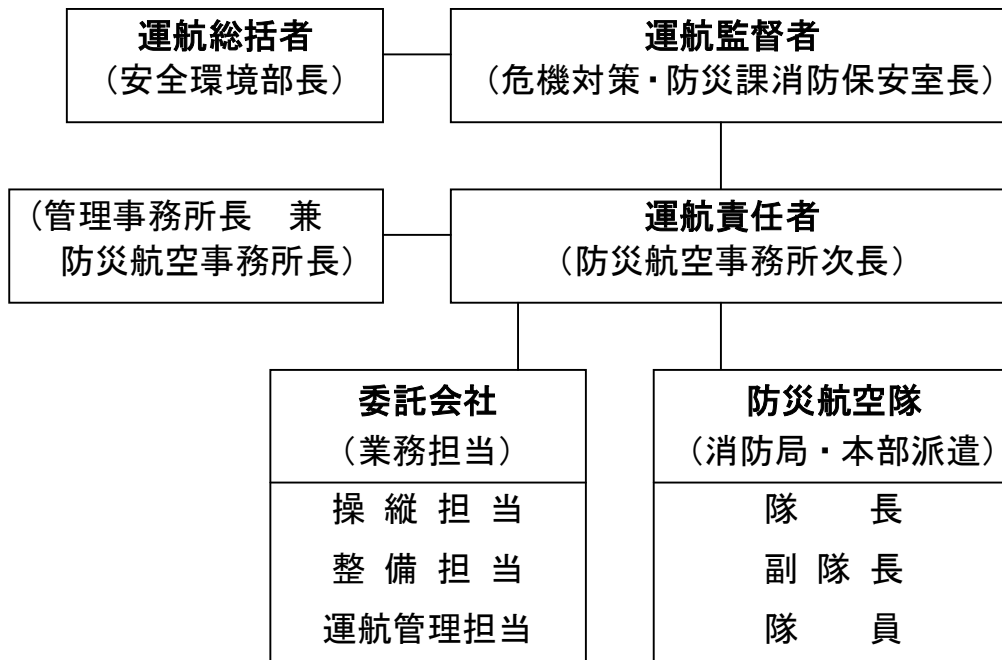 運航総括者
（安全環境部長）
運航監督者
（危機対策・防災課消防保安室長）
（管理事務所長　兼
防災航空事務所長）
運航責任者
（防災航空事務所次長）
委託会社
（業務担当）
操 縦 担 当
整 備 担 当
運航管理担当
防災航空隊
（消防局・本部派遣）
隊　　長
副 隊 長
隊　　員